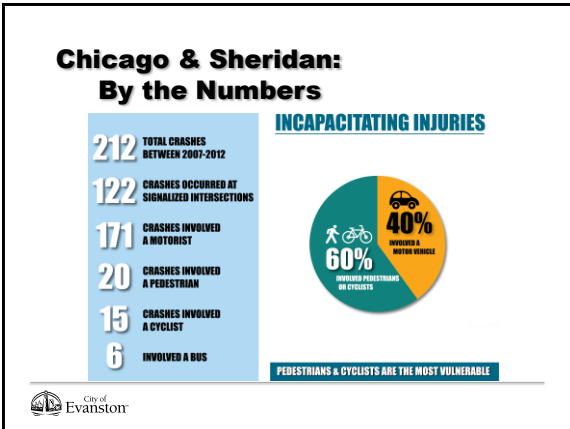 Chicago & Sheridan:
By the Numbers
212 TOTAL CRASHES
BETWEEN 2007-2012
122 CRASHES OCCURRED AT
SIGNALIZED INTERSECTIONS
171 CRASHES INVOLVED
A MOTORIST
20 CRASHES INVOLVED
A PEDESTRIAN
15 CRASHES INVOLVED
A CYCLIST
6 INVOLVED A BUS
INCAPACITATING INJURIES
40%
INVOLVED A
MOTOR VEHICLE
60%
INVOLVED PEDESTRIANS
OR CYCLISTS
PEDESTRIANS & CYCLISTS ARE THE MOST VULNERABLE
City of
Evanston